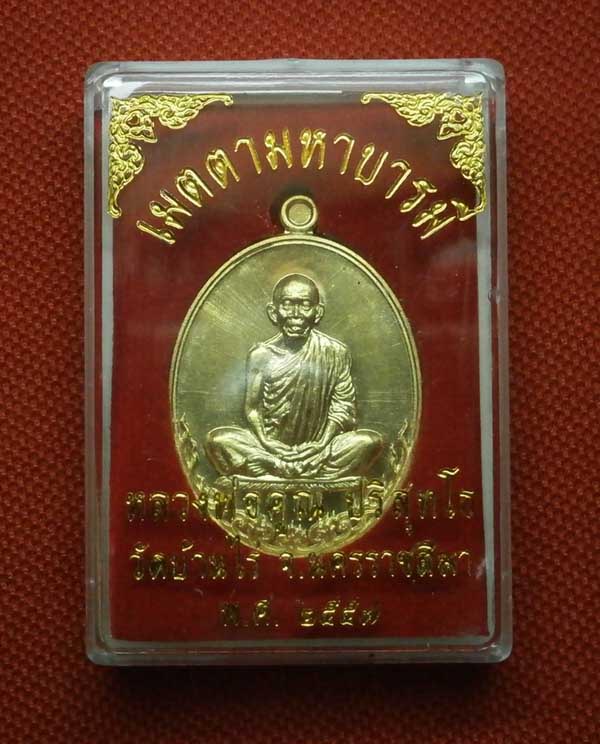 เมตตามหาบารมี
หลวงพ่อคูณ ปริสุทโธ
วัดบ้านไร่ จ.นครราชสีมา
พ.ศ. ๒๕๕๗